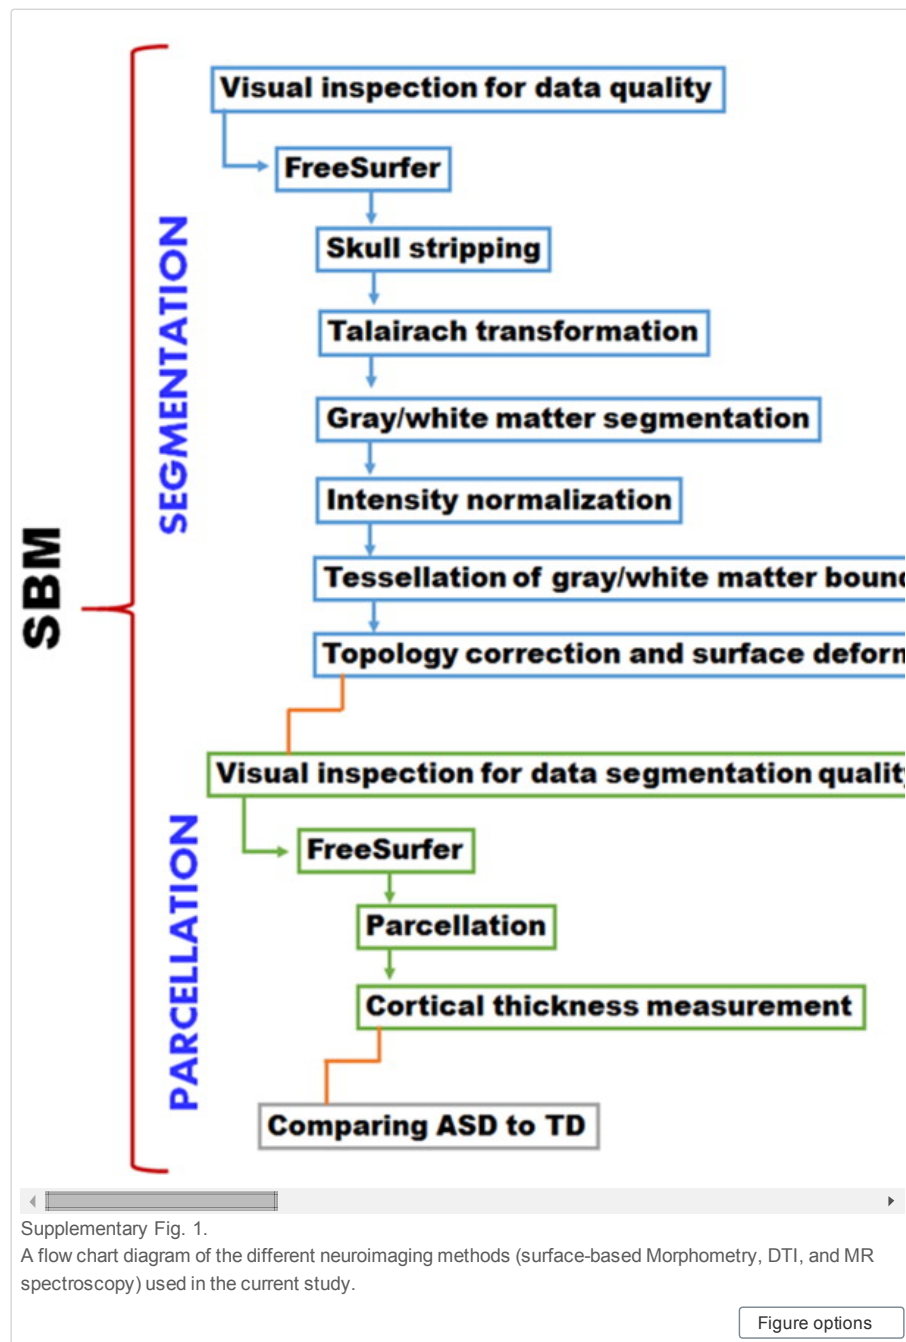 Visual inspection for data quality
FreeSurfer
Skull stripping
Talairach transformation
SEGMENTATION
Gray/white matter segmentation
Intensity normalization
SBM
Tessellation of gray/white matter
Topology correction and surface
Visual inspection for data segmentation quality
PARCELLATION
FreeSurfer
Parcellation
Cortical thickness measurement
Comparing ASD to TD
Supplementary Fig. 1.
A flow chart diagram of the different neuroimaging methods (surface-based Morphometry, DTI, and MR
spectroscopy) used in the current study.
Figure options